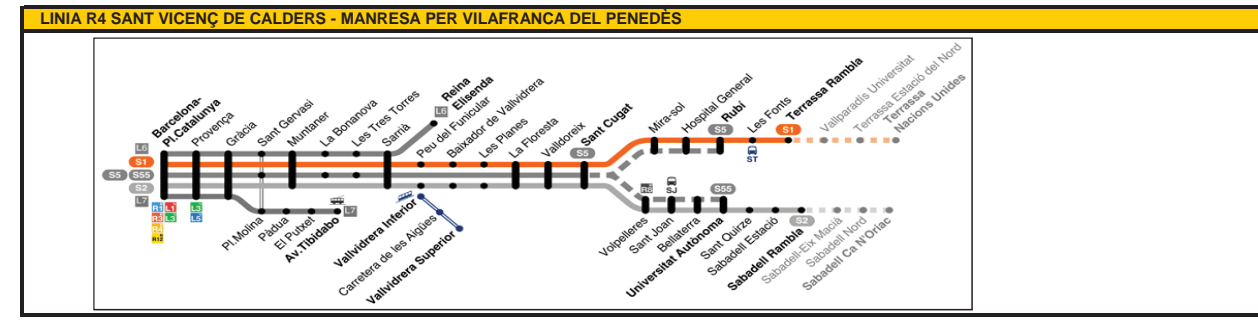 LINIA R4 SANT VICENÇ DE CALDERS - MANRESA PER VILAFRANCA DEL PENEDÈS
Barcelona-
Pl.Catalunya
Provença
Gràcia
Sant Gervasi
Muntaner
La Bonanova
Les Tres Torres
Sarrià
Reina
Elisenda
Peu del Funicular
Baixador de Vallvidrera
Les Planes
La Floresta
Valldoreix
Sant Cugat
Mira-sol
Hospital General
Rubí
Les Fonts
Terrassa Rambla
Vallparadís Universitat
Terrassa Estació del Nord
Terrassa
Nacions Unides
L6
S5
S5
S1
L6
S1
S5 S55
S2
L7
ST
R8
SJ
S55
R1 L1
R3 L3
R4
R12
L3
L5
L7
S2
Pl.Molina
Pàdua
El Putxet
Av.Tibidabo
Vallvidrera Inferior
Carretera de les Aigües
Vallvidrera Superior
Volpelleres
Sant Joan
Bellaterra
Universitat Autònoma
Sant Quirze
Sabadell Estació
Sabadell Rambla
Sabadell-Eix Macià
Sabadell Nord
Sabadell Ca N'Oriac